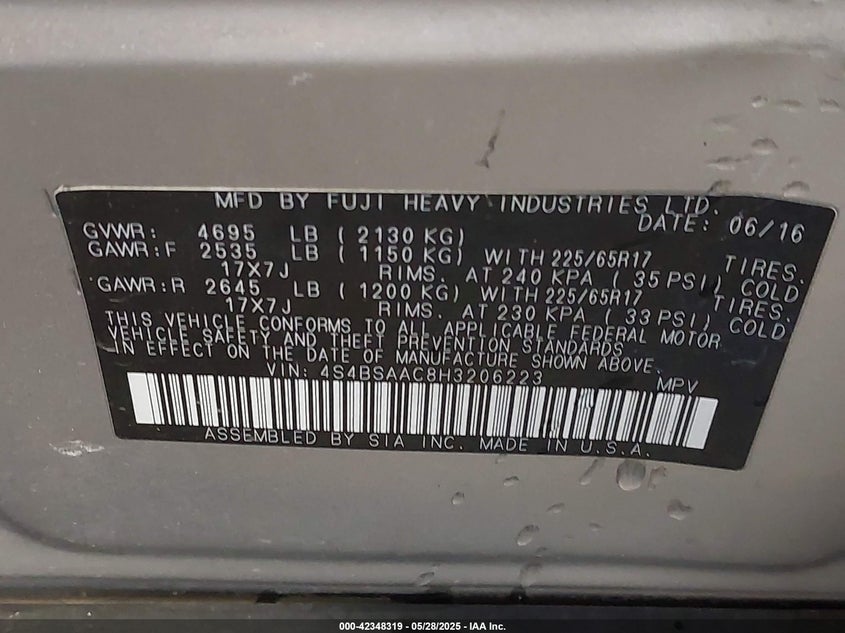 MFD BY FUJI HEAVY INDUSTRIES LTD.
DATE: 06/16
GVWR: 4695 LB ( 2130 KG)
GAWR:F 2535 LB ( 1150 KG) WITH 225/65R17 TIRES.
17X7J RIMS. AT 240 KPA ( 35 PSI) COLD
GAWR:R 2645 LB ( 1200 KG) WITH 225/65R17 TIRES.
17X7J RIMS. AT 230 KPA ( 33 PSI) COLD
THIS VEHICLE CONFORMS TO ALL APPLICABLE FEDERAL MOTOR
VEHICLE SAFETY AND THEFT PREVENTION STANDARDS
IN EFFECT ON THE DATE OF MANUFACTURE SHOWN ABOVE.
VIN: 4S4BSAAC8H3206223 MPV
ASSEMBLED BY SIA INC. MADE IN U.S.A.
000-42348319 - 05/28/2025 - IAA Inc.